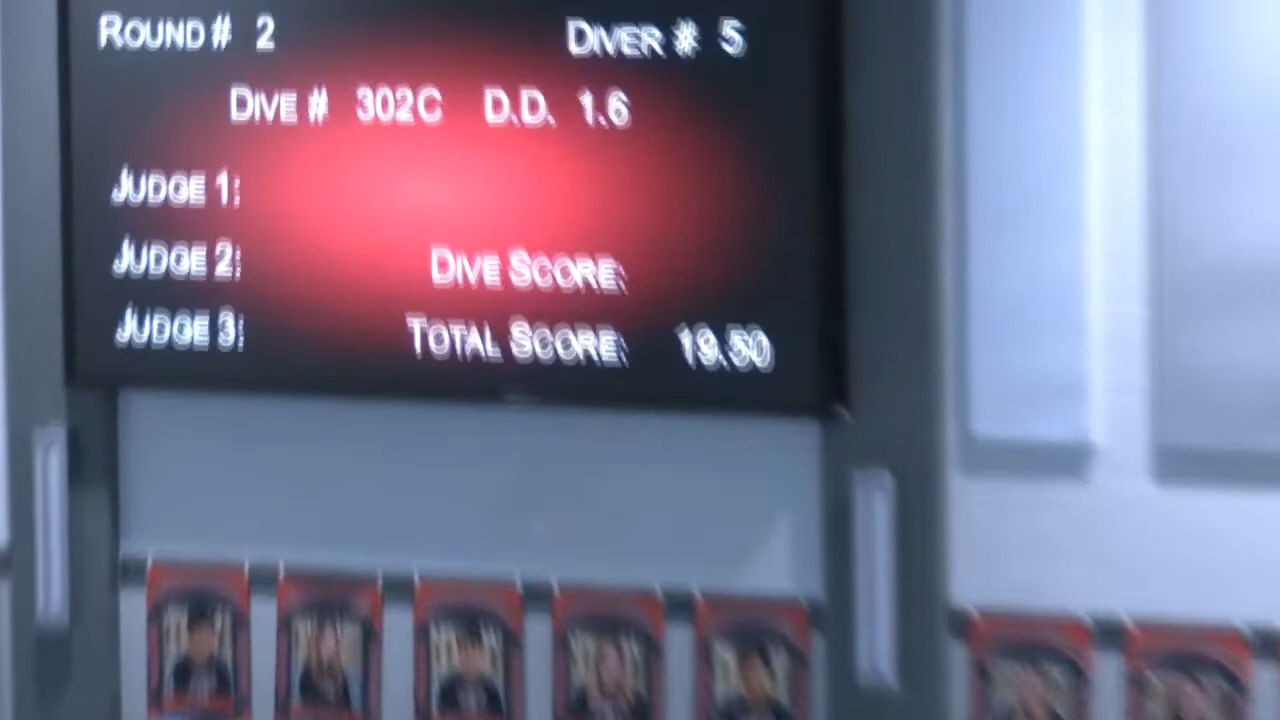 ROUND # 2 DIVER # 5
DIVE # 302C D.D. 1.6
JUDGE 1:
JUDGE 2: DIVE SCORE:
JUDGE 3: TOTAL SCORE: 19.50